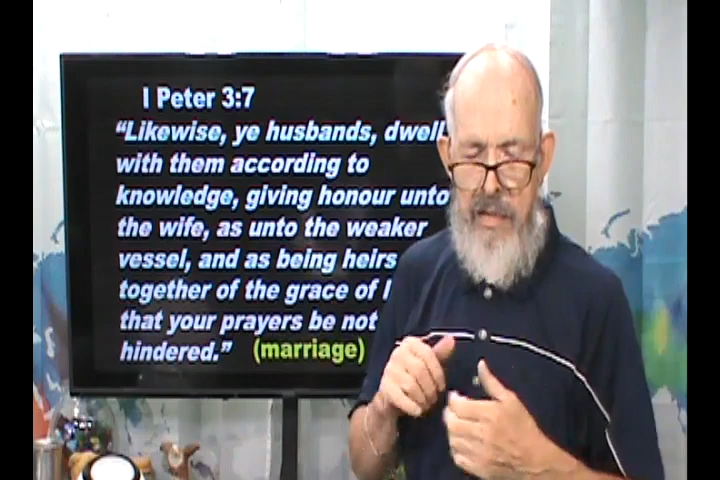 I Peter 3:7
“Likewise, ye husbands, dwell
with them according to
knowledge, giving honour unto
the wife, as unto the weaker
vessel, and as being heirs
together of the grace of
that your prayers be not
hindered.” (marriage)